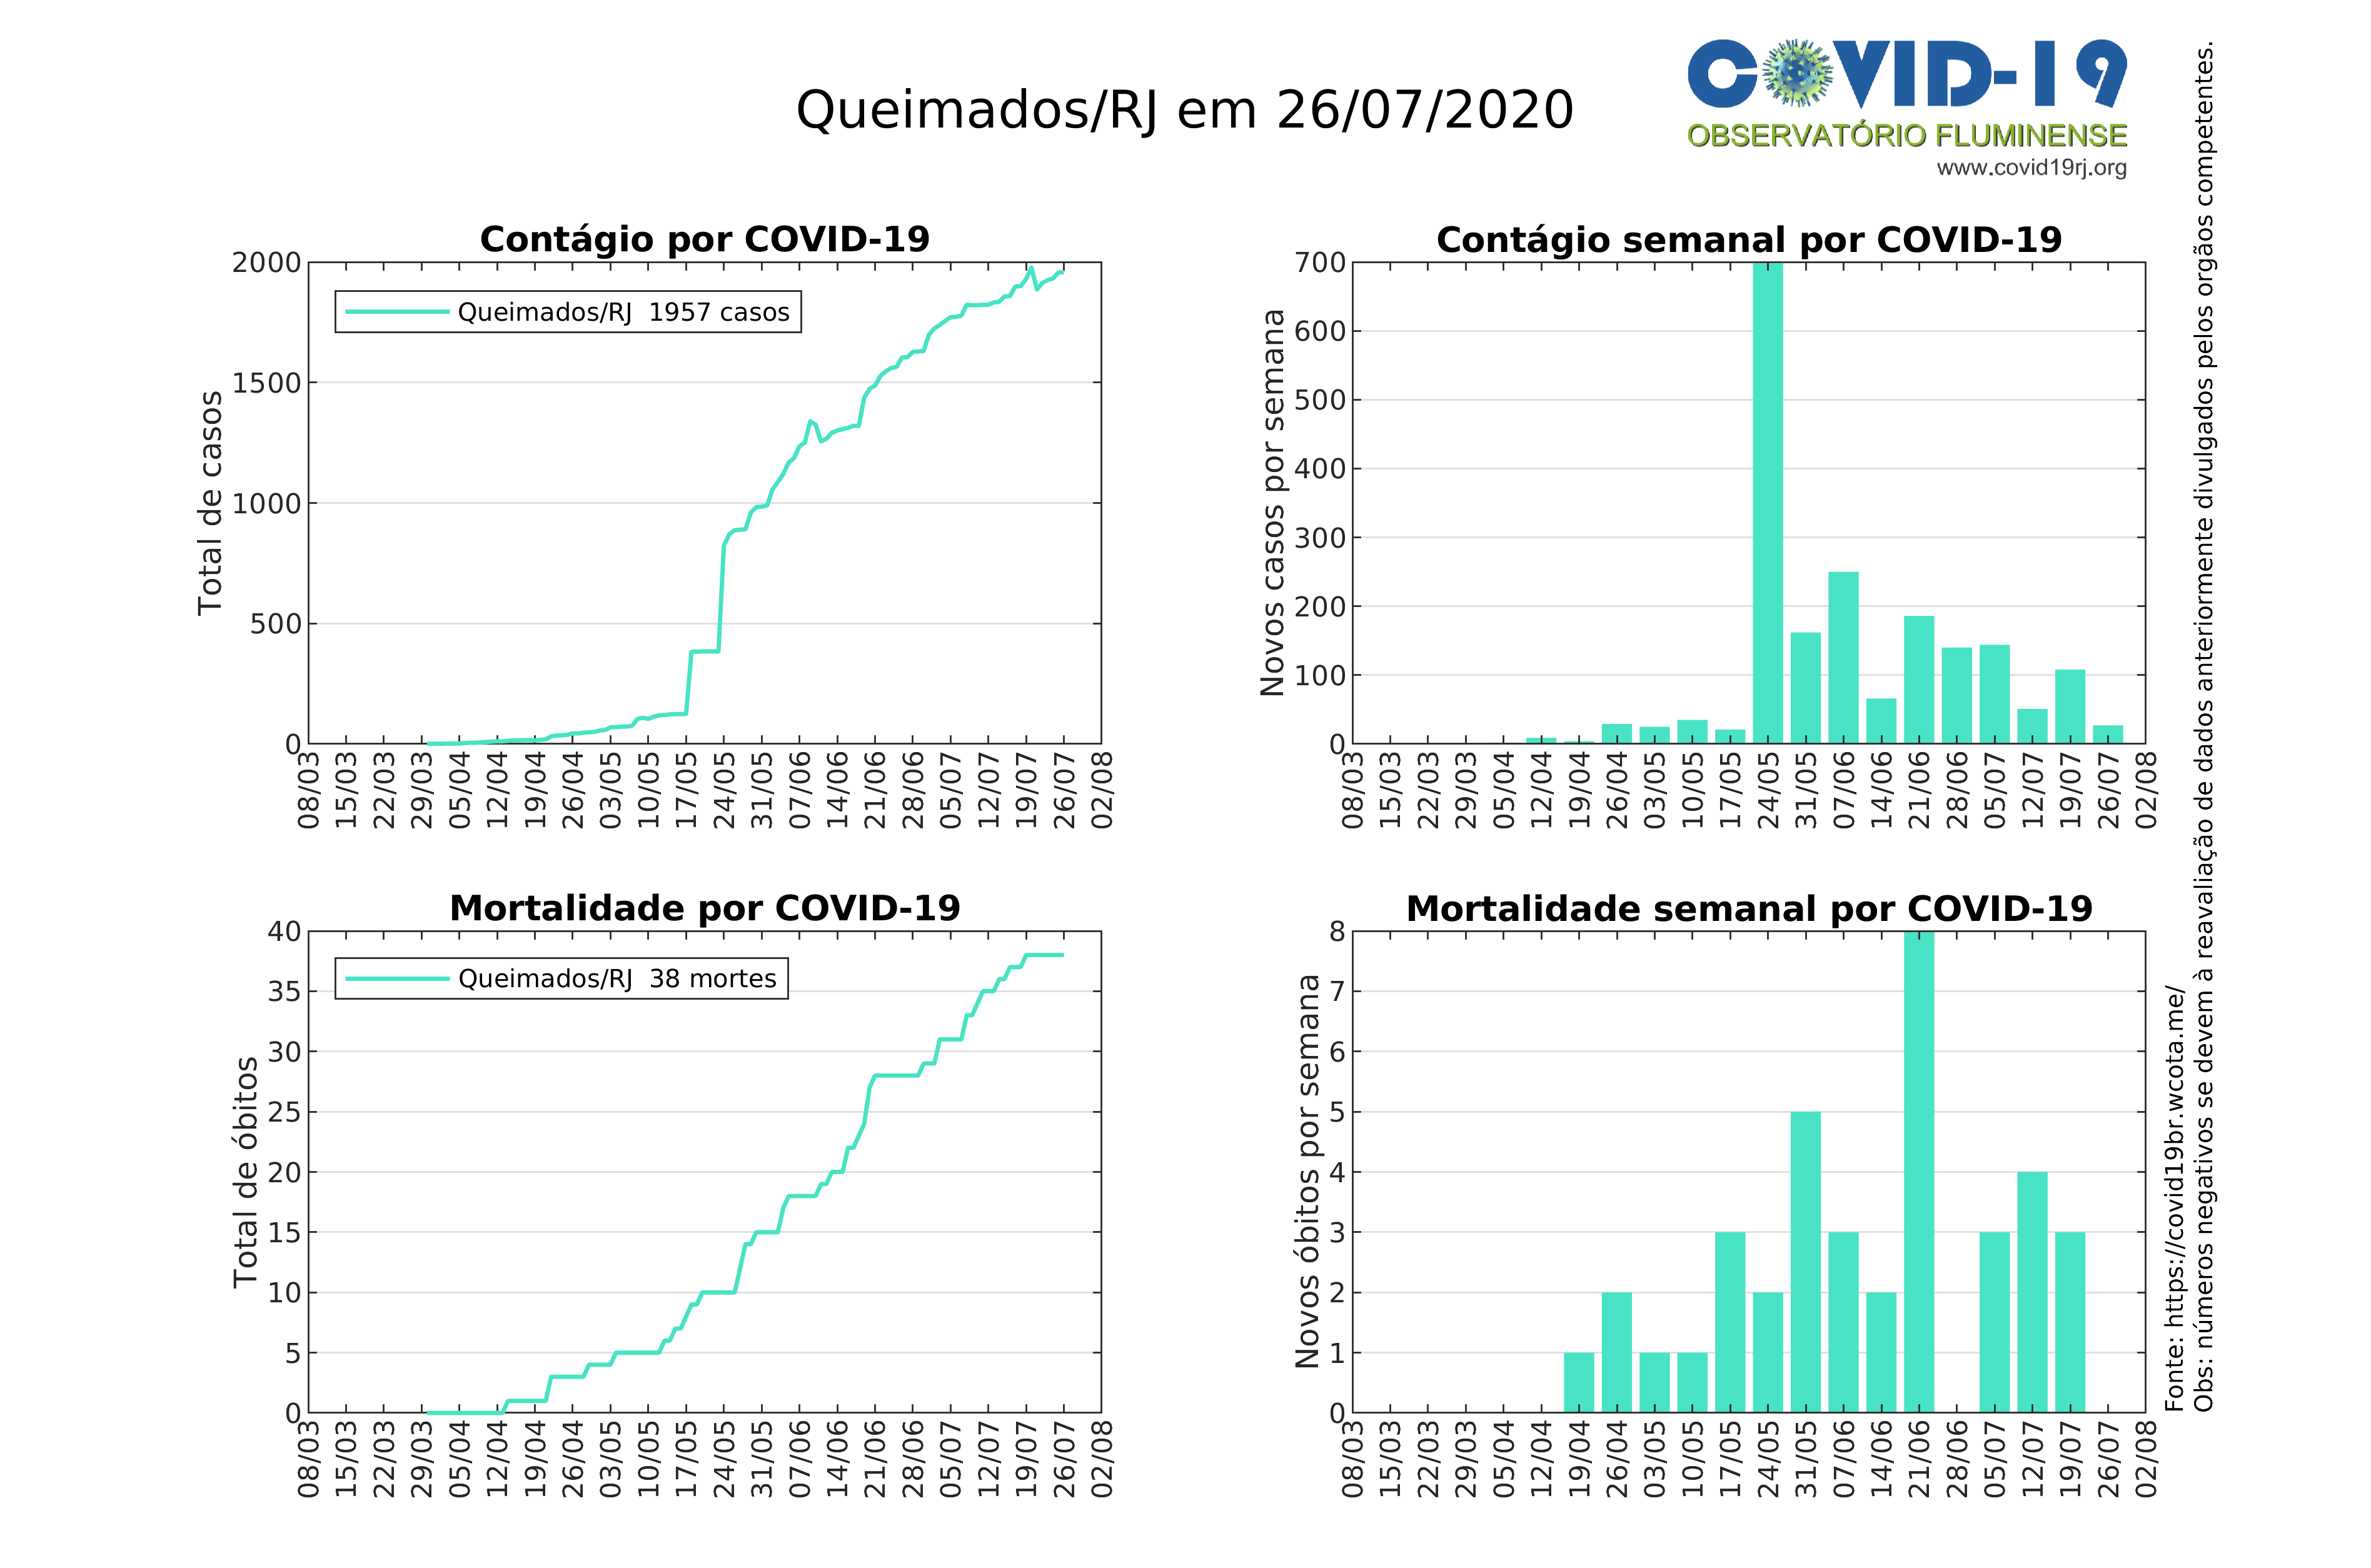 Queimados/RJ em 26/07/2020
COVID-19
OBSERVATÓRIO FLUMINENSE
www.covid19rj.org
Contágio por COVID-19
Total de casos
2000
1500
1000
500
0
Queimados/RJ 1957 casos
08/03 15/03 22/03 29/03 05/04 12/04 19/04 26/04 03/05 10/05 17/05 24/05 31/05 07/06 14/06 21/06 28/06 05/07 12/07 19/07 26/07 02/08
Contágio semanal por COVID-19
Novos casos por semana
700
600
500
400
300
200
100
0
08/03 15/03 22/03 29/03 05/04 12/04 19/04 26/04 03/05 10/05 17/05 24/05 31/05 07/06 14/06 21/06 28/06 05/07 12/07 19/07 26/07 02/08
Mortalidade por COVID-19
Total de óbitos
40
35
30
25
20
15
10
5
0
Queimados/RJ 38 mortes
08/03 15/03 22/03 29/03 05/04 12/04 19/04 26/04 03/05 10/05 17/05 24/05 31/05 07/06 14/06 21/06 28/06 05/07 12/07 19/07 26/07 02/08
Mortalidade semanal por COVID-19
Novos óbitos por semana
8
7
6
5
4
3
2
1
0
08/03 15/03 22/03 29/03 05/04 12/04 19/04 26/04 03/05 10/05 17/05 24/05 31/05 07/06 14/06 21/06 28/06 05/07 12/07 19/07 26/07 02/08
Fonte: https://covid19br.wcota.me/
Obs: números negativos se devem à reavaliação de dados anteriormente divulgados pelos orgãos competentes.